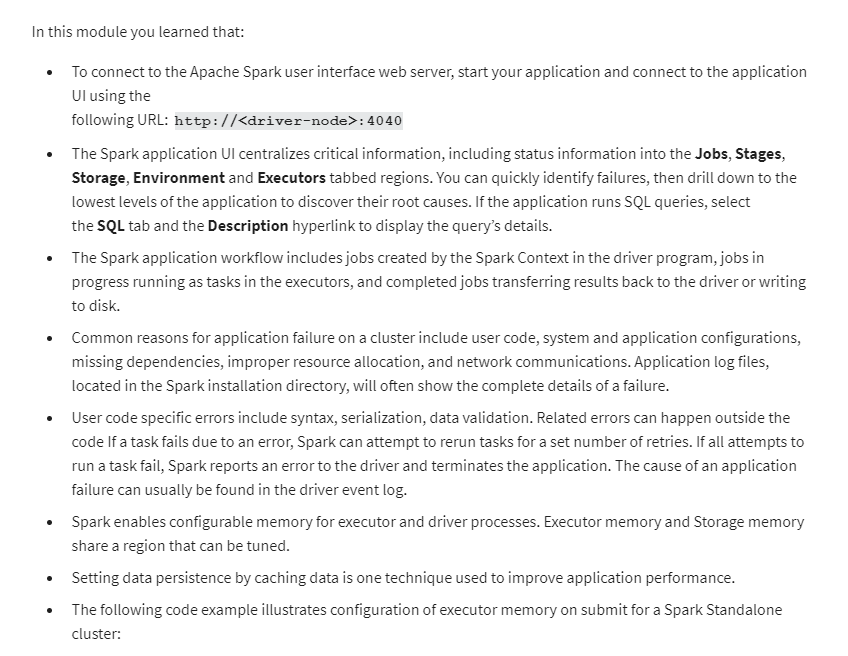 In this module you learned that:
• To connect to the Apache Spark user interface web server, start your application and connect to the application
UI using the
following URL: http://<driver-node>:4040
• The Spark application UI centralizes critical information, including status information into the Jobs, Stages,
Storage, Environment and Executors tabbed regions. You can quickly identify failures, then drill down to the
lowest levels of the application to discover their root causes. If the application runs SQL queries, select
the SQL tab and the Description hyperlink to display the query’s details.
• The Spark application workflow includes jobs created by the Spark Context in the driver program, jobs in
progress running as tasks in the executors, and completed jobs transferring results back to the driver or writing
to disk.
• Common reasons for application failure on a cluster include user code, system and application configurations,
missing dependencies, improper resource allocation, and network communications. Application log files,
located in the Spark installation directory, will often show the complete details of a failure.
• User code specific errors include syntax, serialization, data validation. Related errors can happen outside the
code If a task fails due to an error, Spark can attempt to rerun tasks for a set number of retries. If all attempts to
run a task fail, Spark reports an error to the driver and terminates the application. The cause of an application
failure can usually be found in the driver event log.
• Spark enables configurable memory for executor and driver processes. Executor memory and Storage memory
share a region that can be tuned.
• Setting data persistence by caching data is one technique used to improve application performance.
• The following code example illustrates configuration of executor memory on submit for a Spark Standalone
cluster: